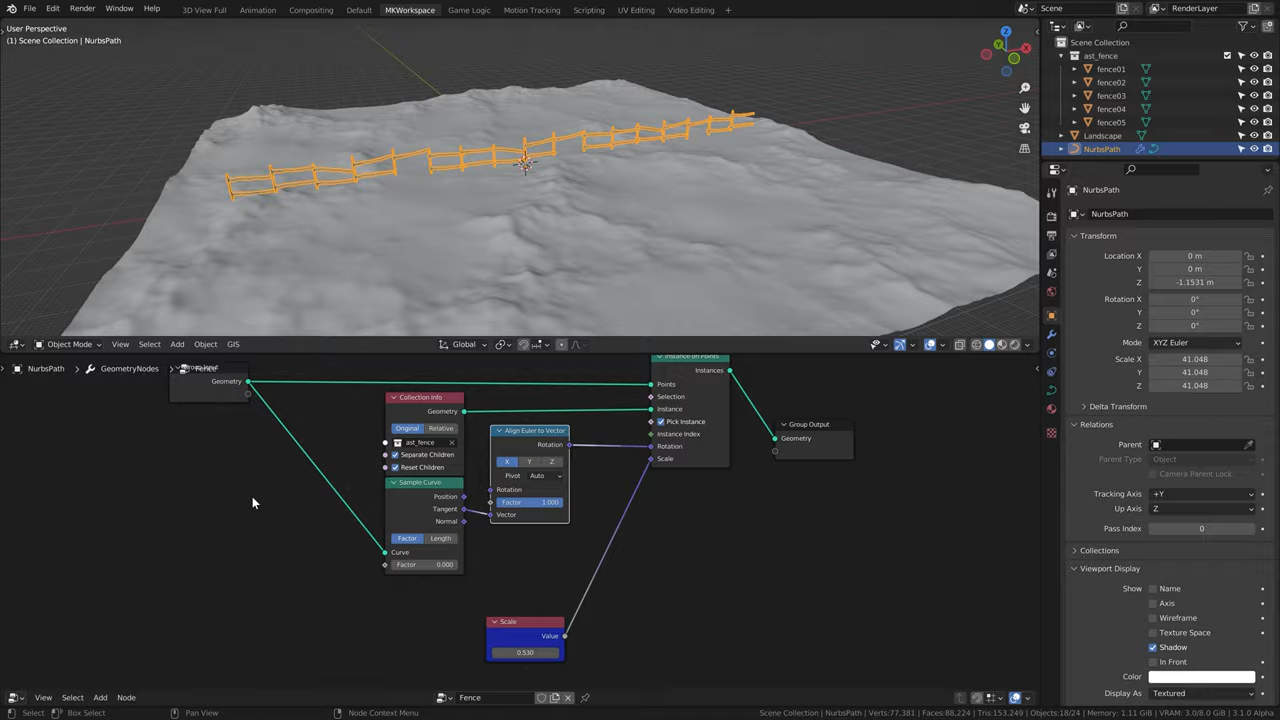 File Edit Render Window Help 3D View Full Animation Compositing Default MKWorkspace Game Logic Motion Tracking Scripting UV Editing Video Editing Scene RenderLayer
User Perspective
(1) Scene Collection | NurbsPath
Object Mode View Select Add Object GIS Global
NurbsPath GeometryNodes Fence
Geometry
Collection Info
Geometry
Original Relative
ast_fence
Separate Children
Reset Children
Sample Curve
Position
Tangent
Normal
Factor Length
Curve
Factor 0.000
Align Euler to Vector
Rotation
X Y Z
Pivot Auto
Rotation
Factor 1.000
Vector
Scale
Value
0.530
Instance on Points
Instances
Points
Selection
Instance
Pick Instance
Instance Index
Rotation
Scale
Group Output
Geometry
View Select Add Node Fence
Select Box Select Pan View Node Context Menu Scene Collection | NurbsPath | Verts:77,381 | Faces:88,224 | Tris:153,249 | Objects:18/24 | Memory: 1.11 GiB | VRAM: 3.0/8.0 GiB | 3.1.0 Alpha
Scene Collection
ast_fence
fence01
fence02
fence03
fence04
fence05
Landscape
NurbsPath
NurbsPath
NurbsPath
Transform
Location X 0 m
Y 0 m
Z -1.1531 m
Rotation X 0°
Y 0°
Z 0°
Mode XYZ Euler
Scale X 41.048
Y 41.048
Z 41.048
Delta Transform
Relations
Parent Object
Parent Type Object
Camera Parent Lock
Tracking Axis +Y
Up Axis Z
Pass Index 0
Collections
Viewport Display
Show Name
Axis
Wireframe
Texture Space
Shadow
In Front
Color
Display As Textured